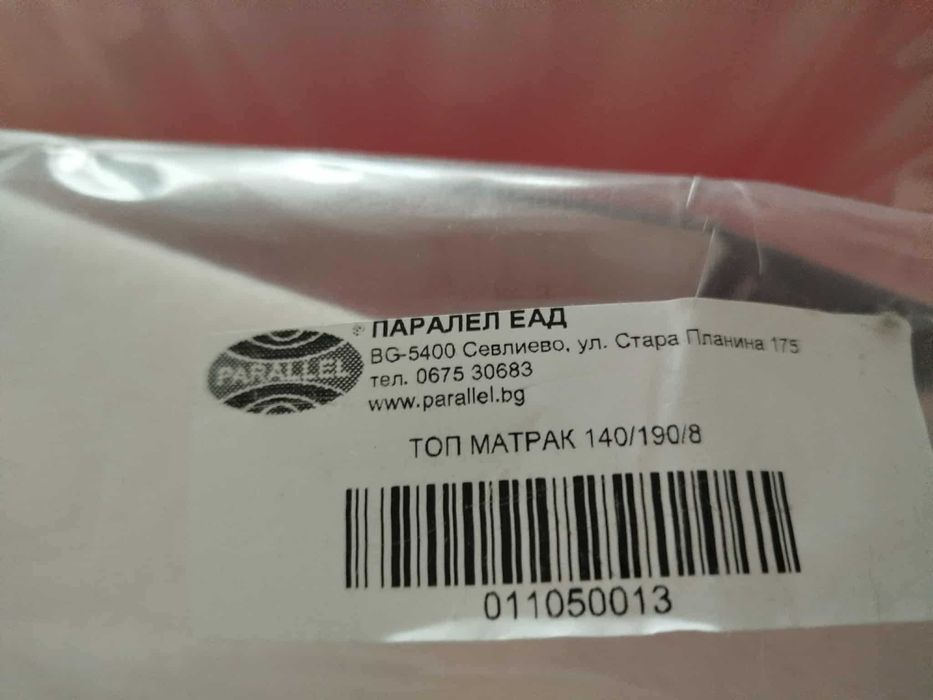 ПАРАЛЕЛ ЕАД
PARALLEL
®
BG-5400 Севлиево, ул. Стара Планина 175
тел. 0675 30683
www.parallel.bg
ТОП МАТРАК 140/190/8
011050013